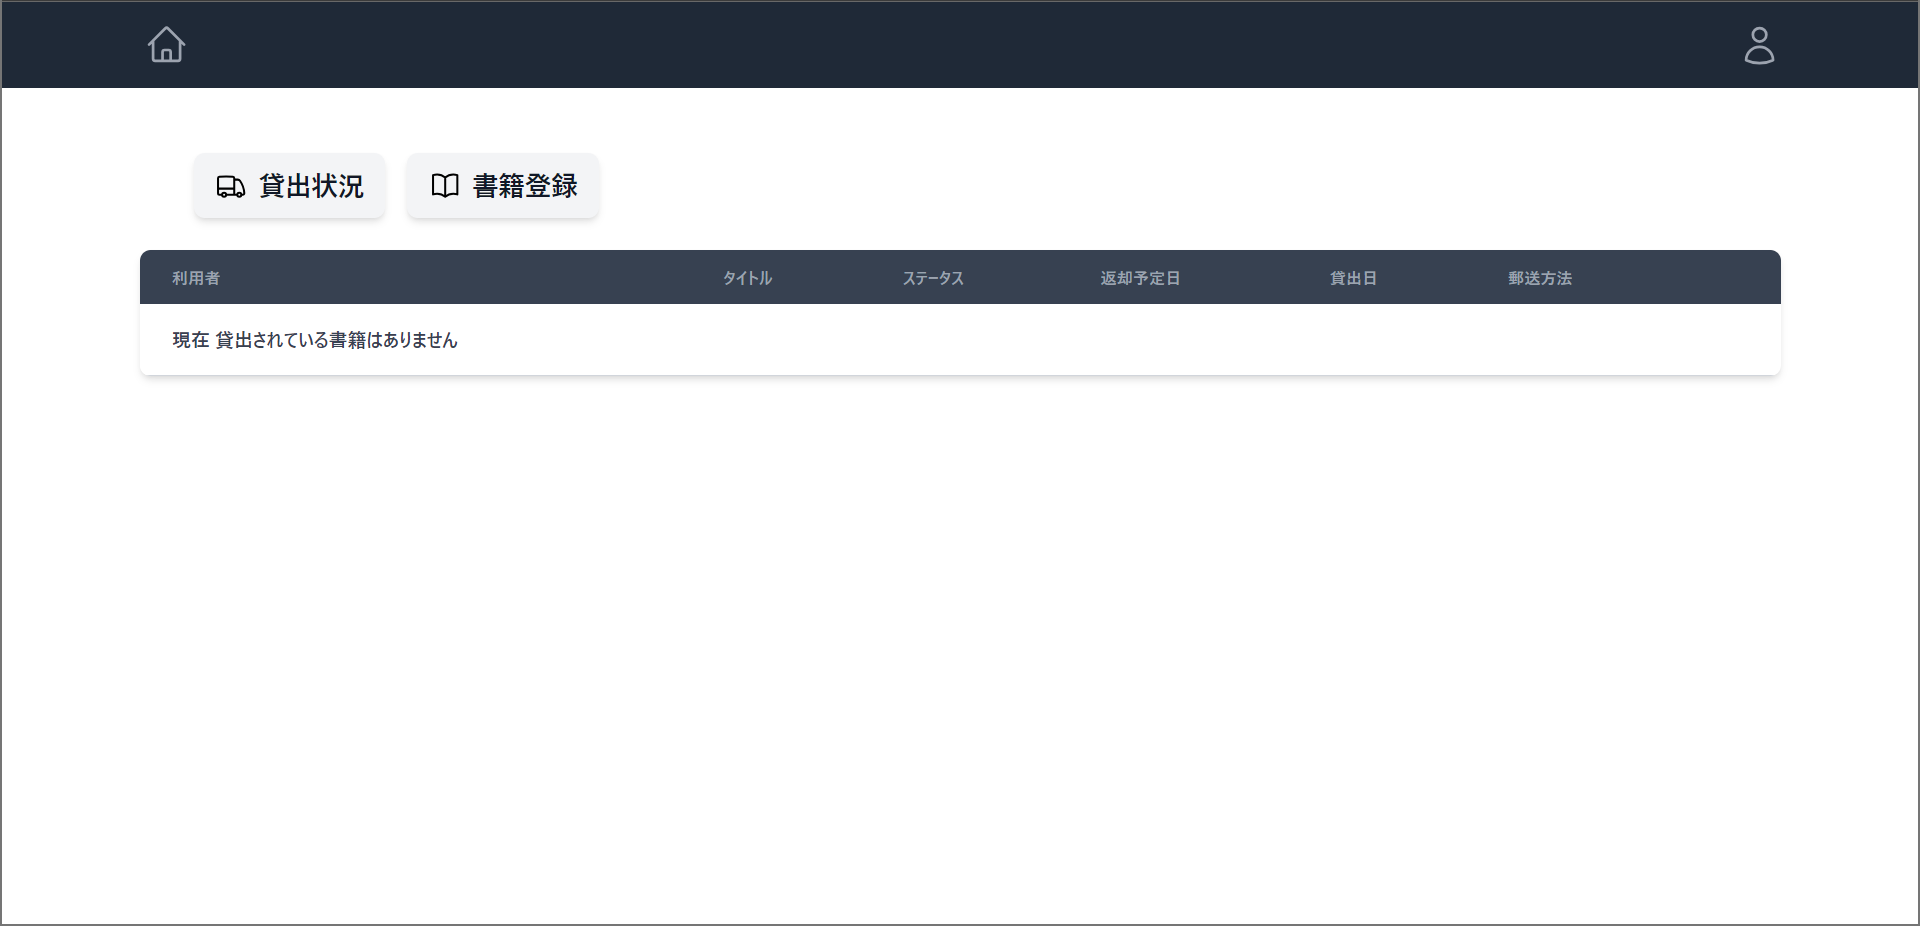 貸出状況 書籍登録
利用者 タイトル ステータス 返却予定日 貸出日 郵送方法
現在 貸出されている書籍はありません